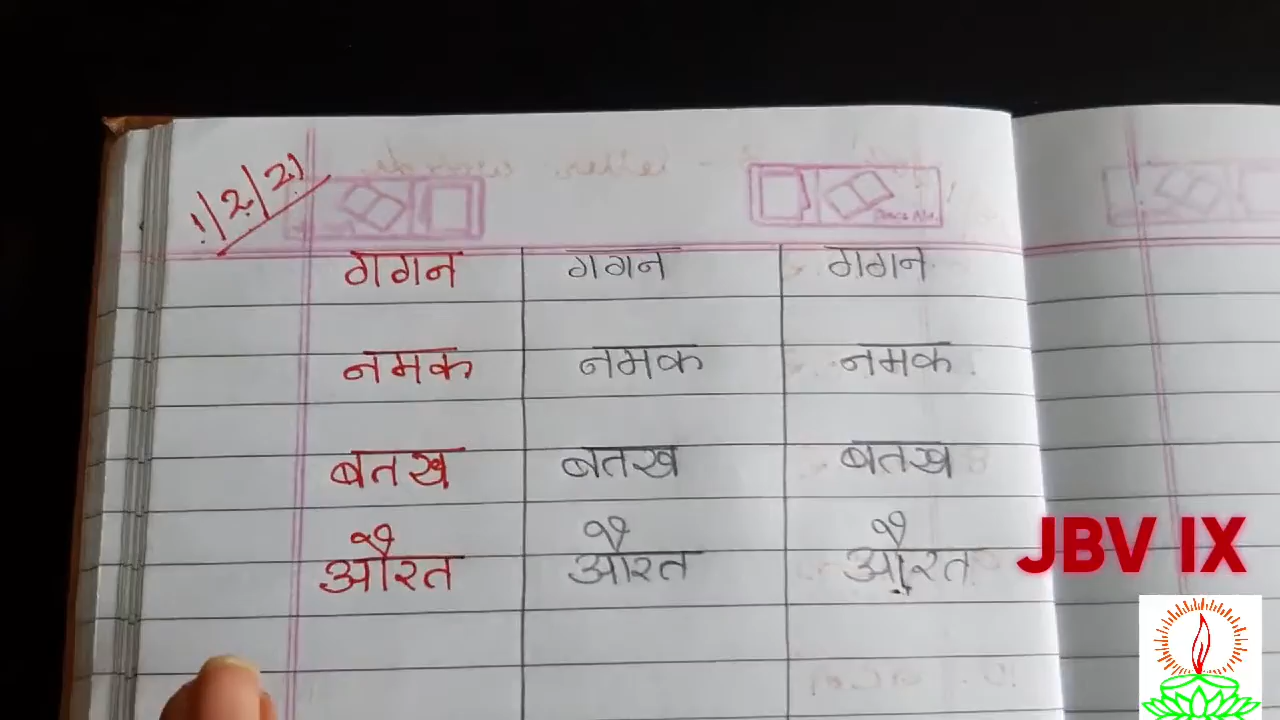 1/2/21
गगन गगन गगन
नमक नमक नमक
बतख बतख बतख
औरत औरत औरत
JBV IX